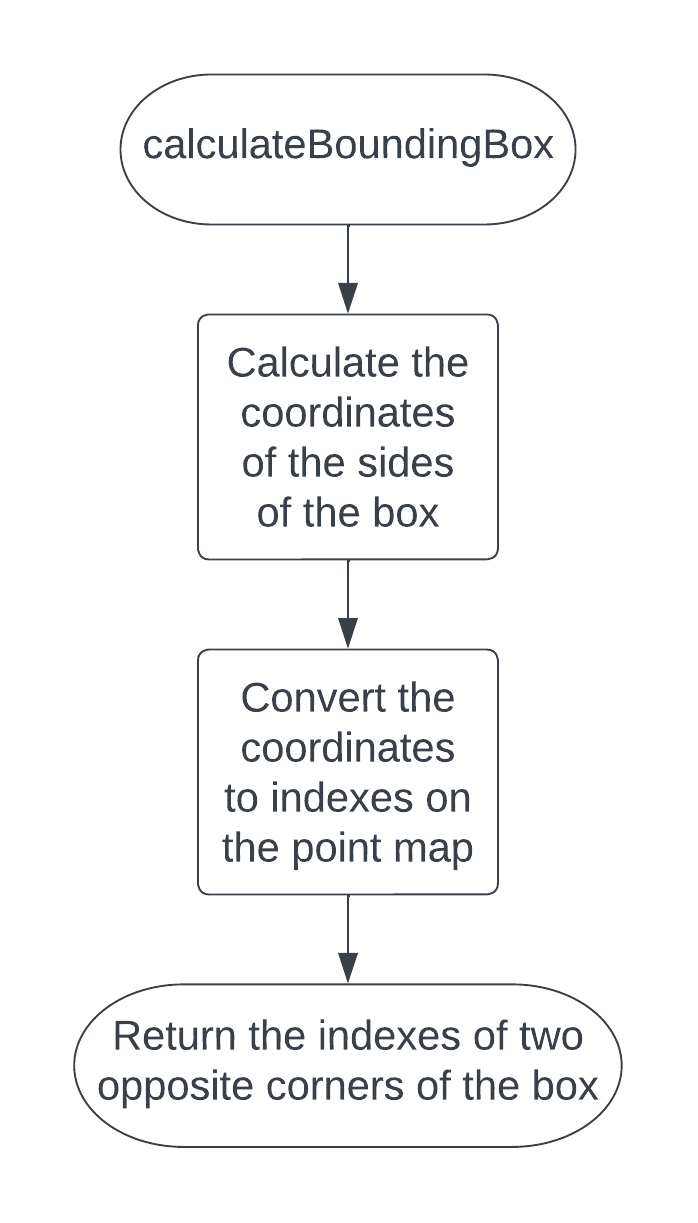 calculateBoundingBox
Calculate the
coordinates
of the sides
of the box
Convert the
coordinates
to indexes on
the point map
Return the indexes of two
opposite corners of the box